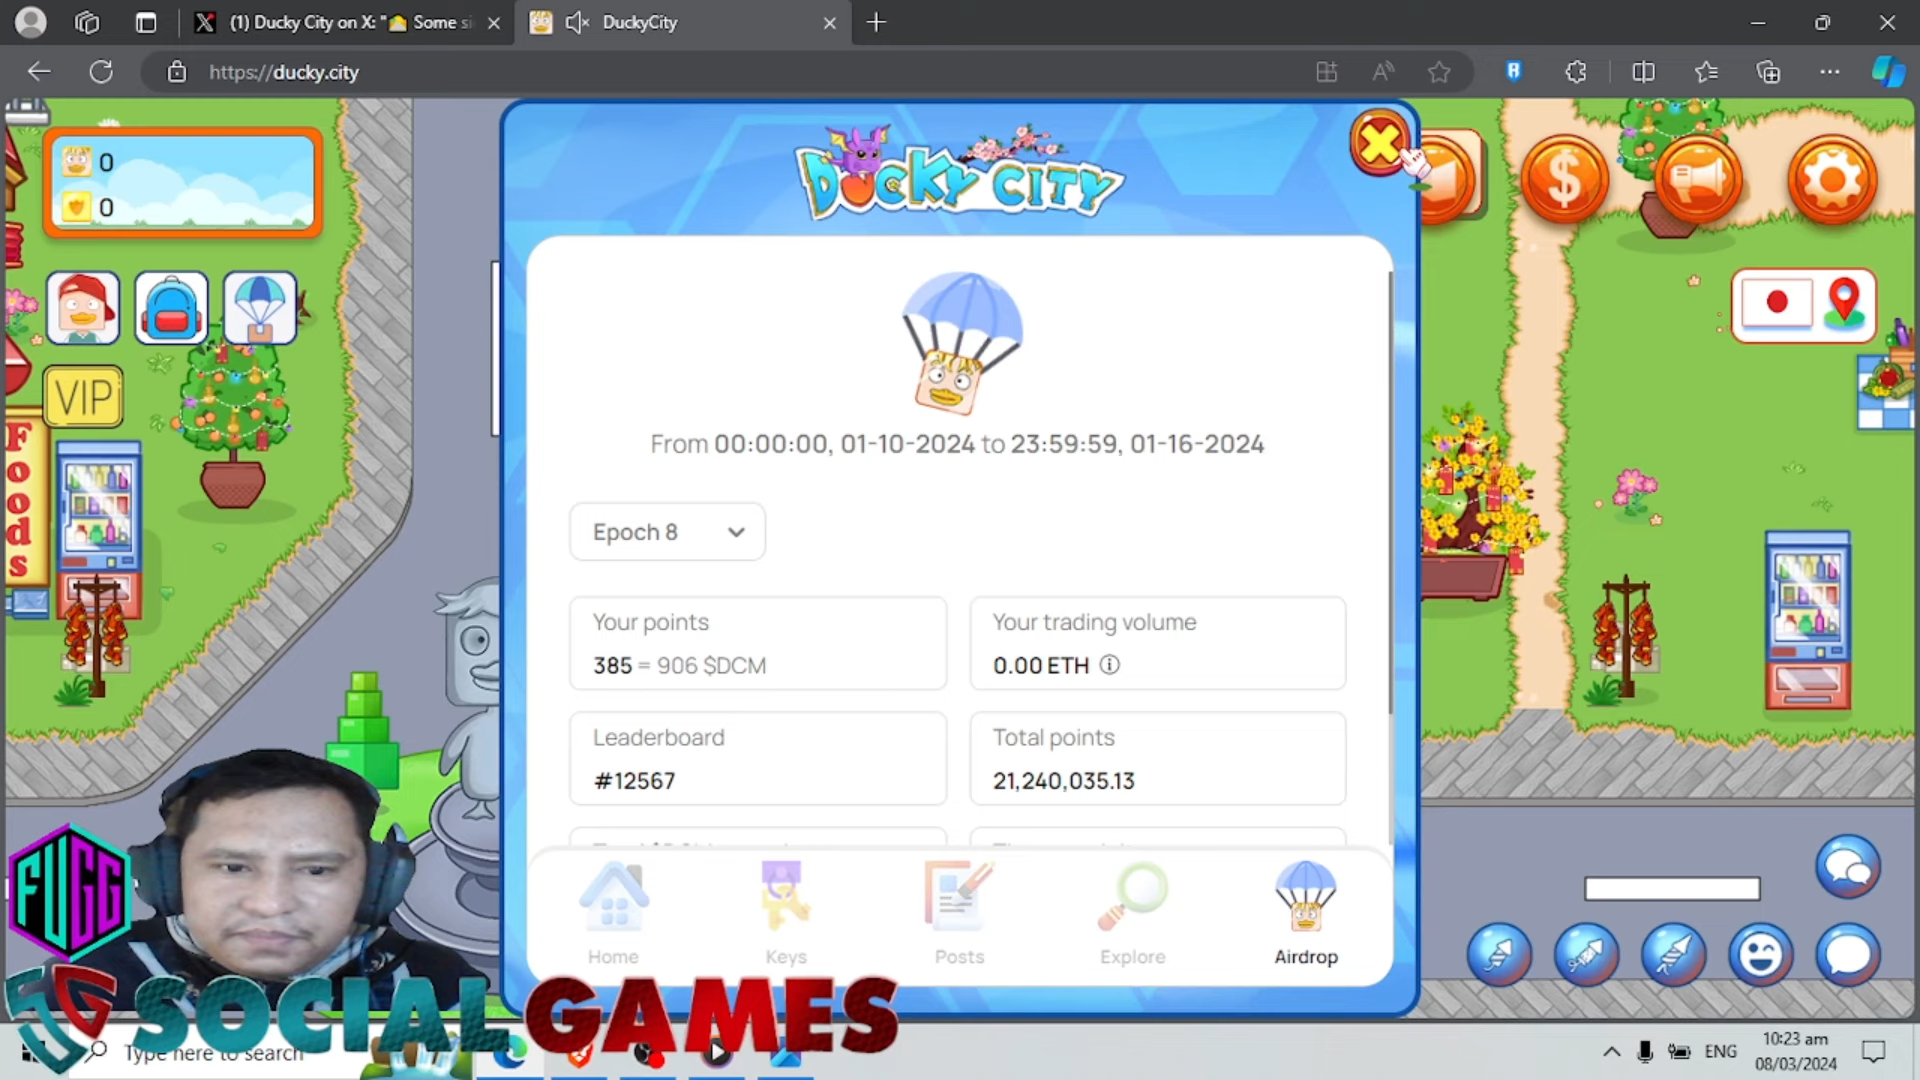 (1) Ducky City on X: "🏠 Some si
DuckyCity
https://ducky.city
0
0
VIP
Foods
DUCKY CITY
From 00:00:00, 01-10-2024 to 23:59:59, 01-16-2024
Epoch 8
Your points
385 = 906 $DCM
Your trading volume
0.00 ETH
Leaderboard
#12567
Total points
21,240,035.13
Home
Keys
Posts
Explore
Airdrop
FUGG
SG SOCIAL GAMES
Type here to search
ENG
10:23 am
08/03/2024